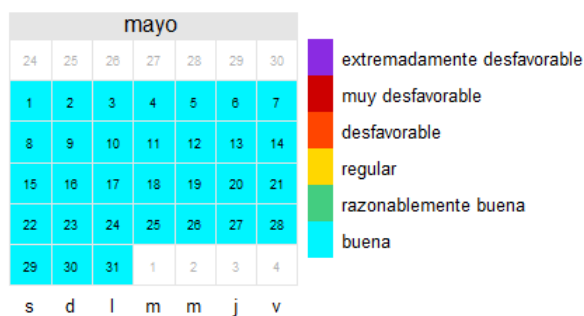 mayo
24 25 26 27 28 29 30
1 2 3 4 5 6 7
8 9 10 11 12 13 14
15 16 17 18 19 20 21
22 23 24 25 26 27 28
29 30 31 1 2 3 4
s d l m m j v
extremadamente desfavorable
muy desfavorable
desfavorable
regular
razonablemente buena
buena